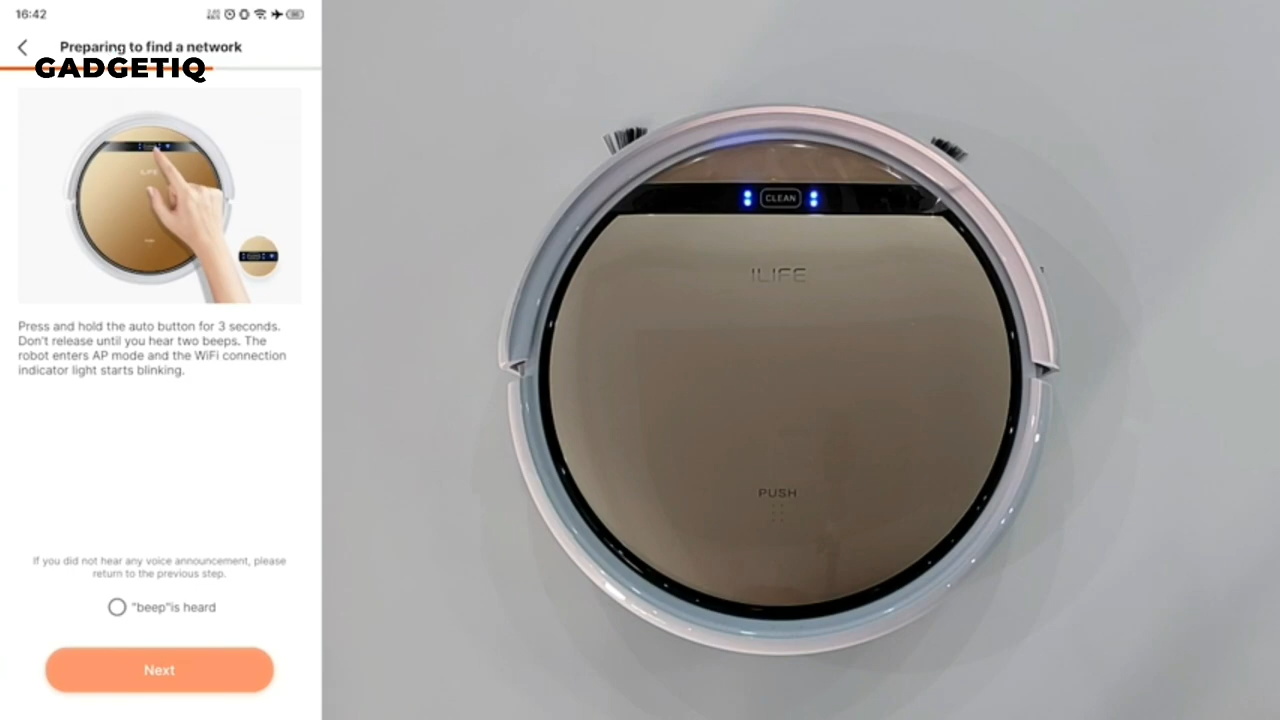 16:42
Preparing to find a network
GADGETIQ
Press and hold the auto button for 3 seconds.
Don't release until you hear two beeps. The
robot enters AP mode and the WiFi connection
indicator light starts blinking.
If you did not hear any voice announcement, please
return to the previous step.
"beep"is heard
Next
CLEAN
ILIFE
PUSH